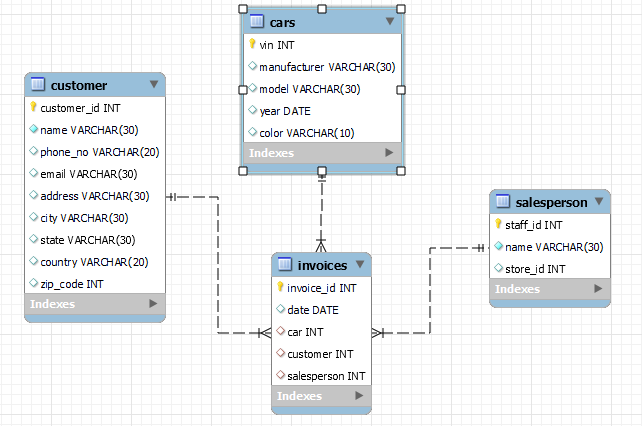 cars
vin INT
manufacturer VARCHAR(30)
model VARCHAR(30)
year DATE
color VARCHAR(10)
Indexes
customer
customer_id INT
name VARCHAR(30)
phone_no VARCHAR(20)
email VARCHAR(30)
address VARCHAR(30)
city VARCHAR(30)
state VARCHAR(30)
country VARCHAR(20)
zip_code INT
Indexes
salesperson
staff_id INT
name VARCHAR(30)
store_id INT
Indexes
invoices
invoice_id INT
date DATE
car INT
customer INT
salesperson INT
Indexes